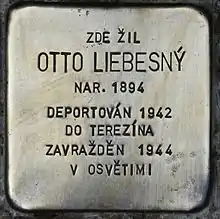 ZDE ŽIL
OTTO LIEBESNÝ
NAR. 1894
DEPORTOVÁN 1942
DO TEREZÍNA
ZAVRAŽDĚN 1944
V OSVĚTIMI